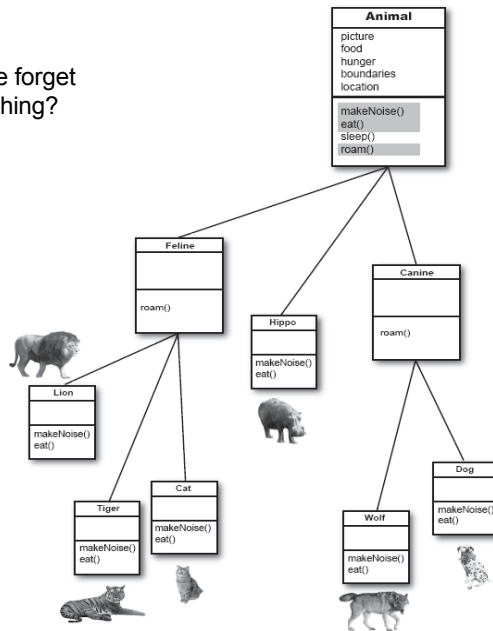 e forget
hing?
Animal
picture
food
hunger
boundaries
location
makeNoise()
eat()
sleep()
roam()
Feline
roam()
Hippo
makeNoise()
eat()
Canine
roam()
Lion
makeNoise()
eat()
Tiger
makeNoise()
eat()
Cat
makeNoise()
eat()
Wolf
makeNoise()
eat()
Dog
makeNoise()
eat()